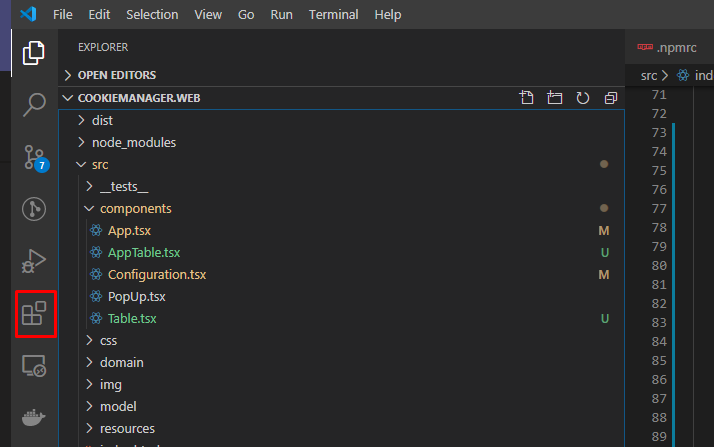 File Edit Selection View Go Run Terminal Help
EXPLORER
.npmrc
OPEN EDITORS
src > ind
COOKIEMANAGER.WEB
dist
node_modules
src
__tests__
components
App.tsx M
AppTable.tsx U
Configuration.tsx M
PopUp.tsx
Table.tsx U
css
domain
img
model
resources
7
npm
71
72
73
74
75
76
77
78
79
80
81
82
83
84
85
86
87
88
89